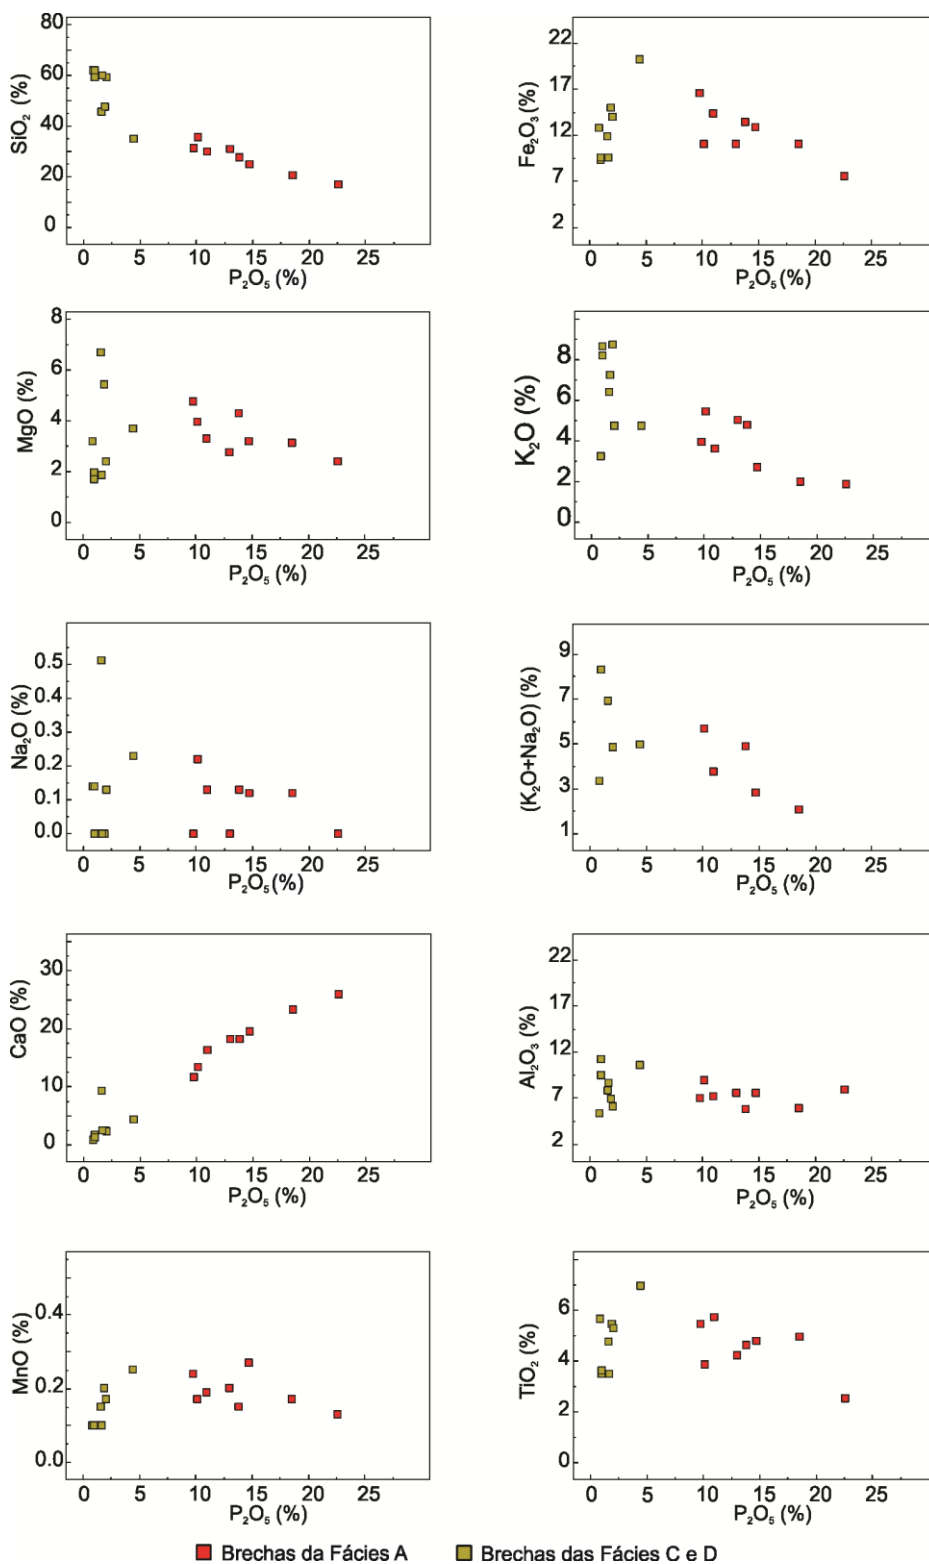 SiO₂ (%)
80
60
40
20
0
0 5 10 15 20 25
P₂O₅ (%)
Fe₂O₃ (%)
22
17
12
7
2
0 5 10 15 20 25
P₂O₅ (%)
MgO (%)
8
6
4
2
0
0 5 10 15 20 25
P₂O₅ (%)
K₂O (%)
8
6
4
2
0
0 5 10 15 20 25
P₂O₅ (%)
Na₂O (%)
0.5
0.4
0.3
0.2
0.1
0.0
0 5 10 15 20 25
P₂O₅ (%)
(K₂O+Na₂O) (%)
9
7
5
3
1
0 5 10 15 20 25
P₂O₅ (%)
CaO (%)
30
20
10
0
0 5 10 15 20 25
P₂O₅ (%)
Al₂O₃ (%)
22
17
12
7
2
0 5 10 15 20 25
P₂O₅ (%)
MnO (%)
0.4
0.2
0.0
0 5 10 15 20 25
P₂O₅ (%)
TiO₂ (%)
6
4
2
0
0 5 10 15 20 25
P₂O₅ (%)
Brechas da Fácies A
Brechas das Fácies C e D